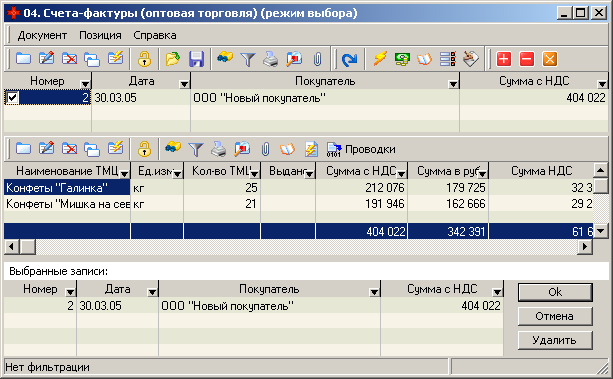 04. Счета-фактуры (оптовая торговля) (режим выбора)
Документ Позиция Справка
Номер Дата Покупатель Сумма с НДС
2 30.03.05 ООО "Новый покупатель" 404 022
0101 Проводки
Наименование ТМЦ Ед.изм Кол-во ТМЦ Выдано Сумма с НДС Сумма в руб Сумма НДС
Конфеты "Галинка" кг 25 212 076 179 725 32 3
Конфеты "Мишка на сев кг 21 191 946 162 666 29 2
404 022 342 391 61 6
Выбранные записи:
Номер Дата Покупатель Сумма с НДС
2 30.03.05 ООО "Новый покупатель" 404 022
Ok
Отмена
Удалить
Нет фильтрации